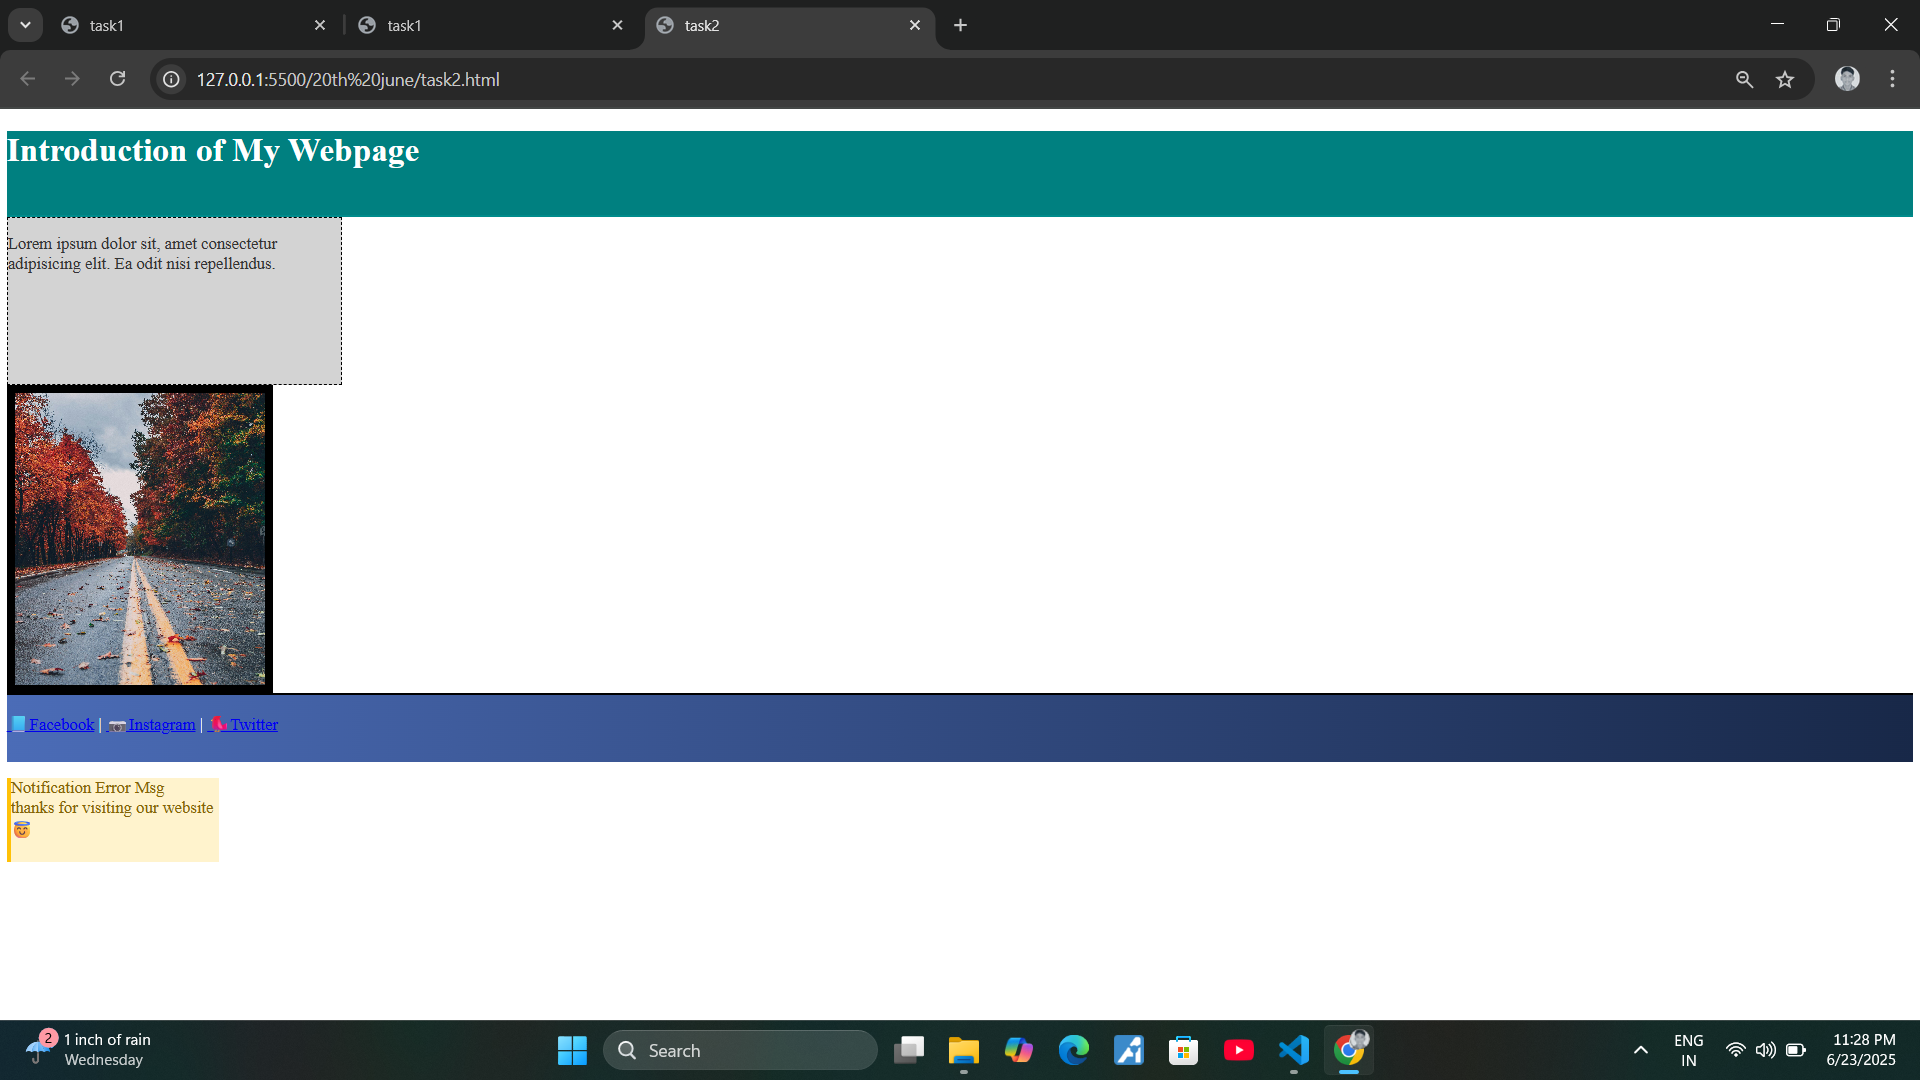 task1
task1
task2
127.0.0.1:5500/20th%20june/task2.html
Introduction of My Webpage
Lorem ipsum dolor sit, amet consectetur
adipisicing elit. Ea odit nisi repellendus.
📘 Facebook | 📷 Instagram | 🐦 Twitter
Notification Error Msg
thanks for visiting our website
😇
2
1 inch of rain
Wednesday
Search
ENG
IN
11:28 PM
6/23/2025